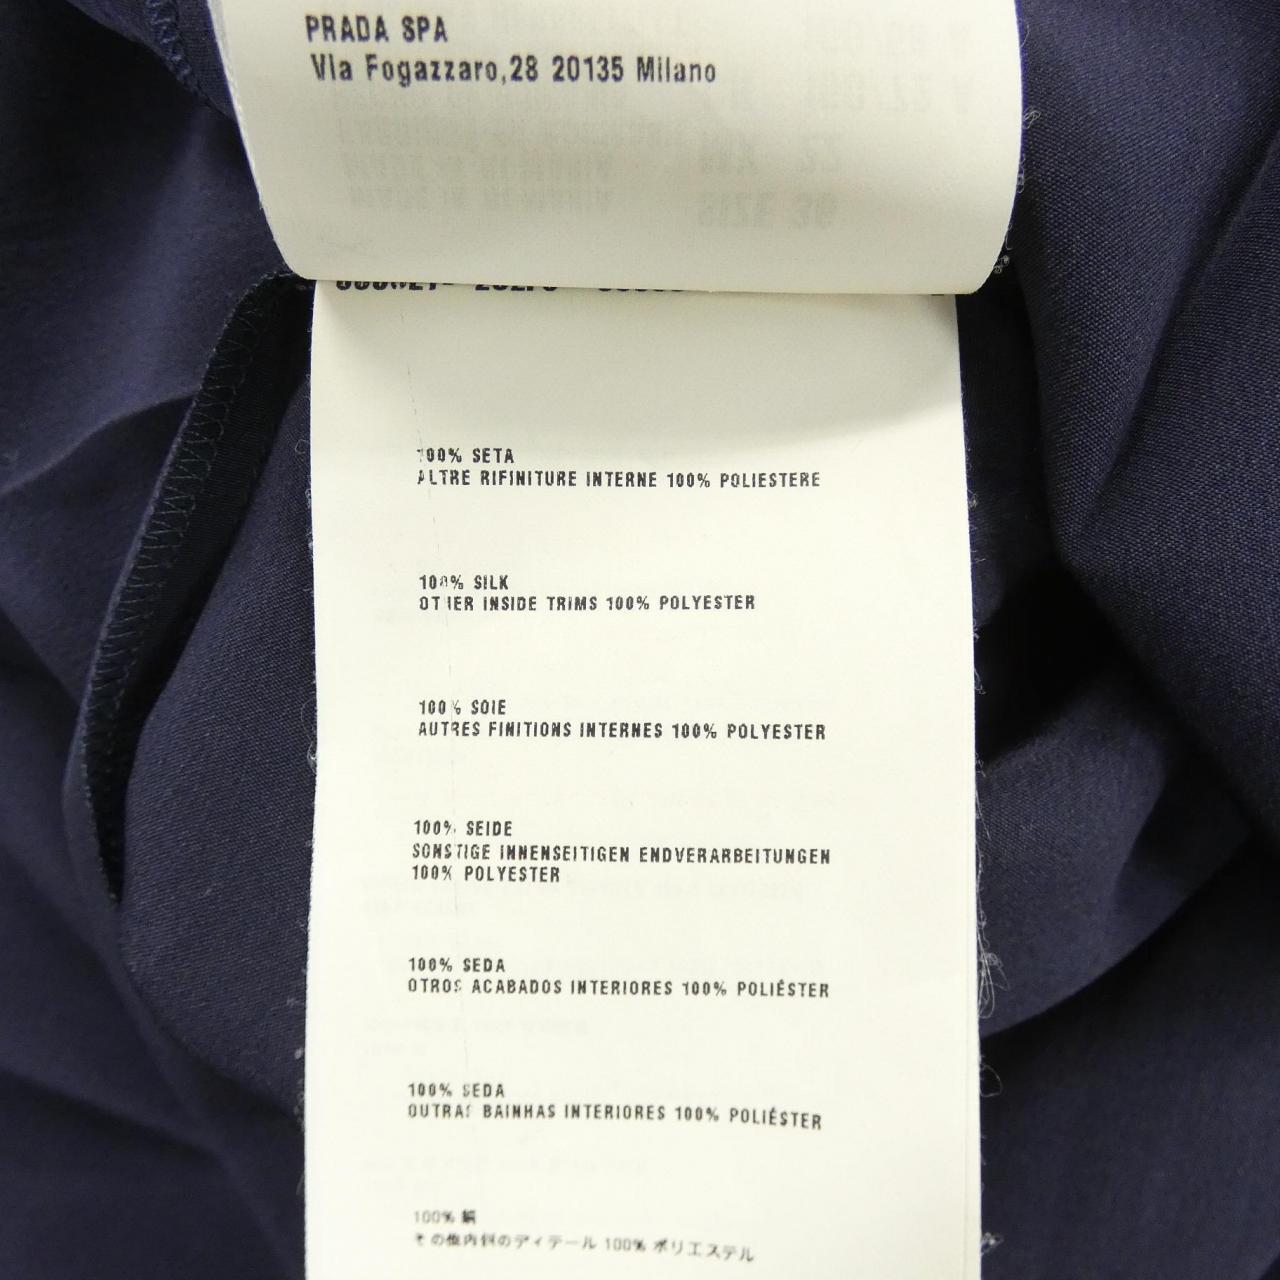 PRADA SPA
Via Fogazzaro,28 20135 Milano
100% SETA
ALTRE RIFINITURE INTERNE 100% POLIESTERE
100% SILK
OTHER INSIDE TRIMS 100% POLYESTER
100% SOIE
AUTRES FINITIONS INTERNES 100% POLYESTER
100% SEIDE
SONSTIGE INNENSEITIGEN ENDVERARBEITUNGEN
100% POLYESTER
100% SEDA
OTROS ACABADOS INTERIORES 100% POLIÉSTER
100% SEDA
OUTRAS BAINHAS INTERIORES 100% POLIÉSTER
100% 絹
その他内側のディテール 100% ポリエステル